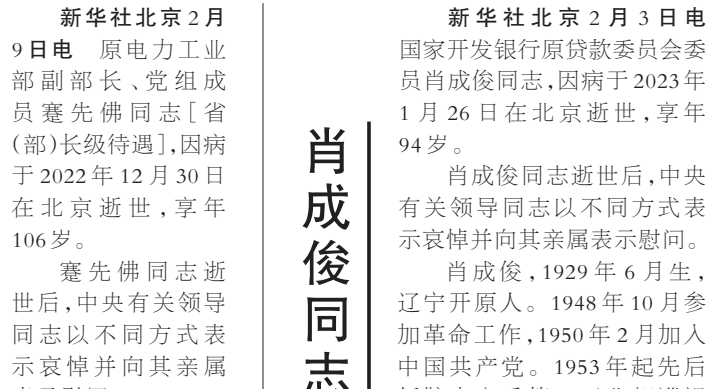 新华社北京2月
9日电　原电力工业
部副部长、党组成
员蹇先佛同志[省
(部)长级待遇],因病
于2022年12月30日
在北京逝世,享年
106岁。
蹇先佛同志逝
世后,中央有关领导
同志以不同方式表
示哀悼并向其亲属
肖成俊同志
新华社北京2月3日电
国家开发银行原贷款委员会委
员肖成俊同志,因病于2023年
1月26日在北京逝世,享年
94岁。
肖成俊同志逝世后,中央
有关领导同志以不同方式表
示哀悼并向其亲属表示慰问。
肖成俊,1929年6月生,
辽宁开原人。1948年10月参
加革命工作,1950年2月加入
中国共产党。1953年起先后